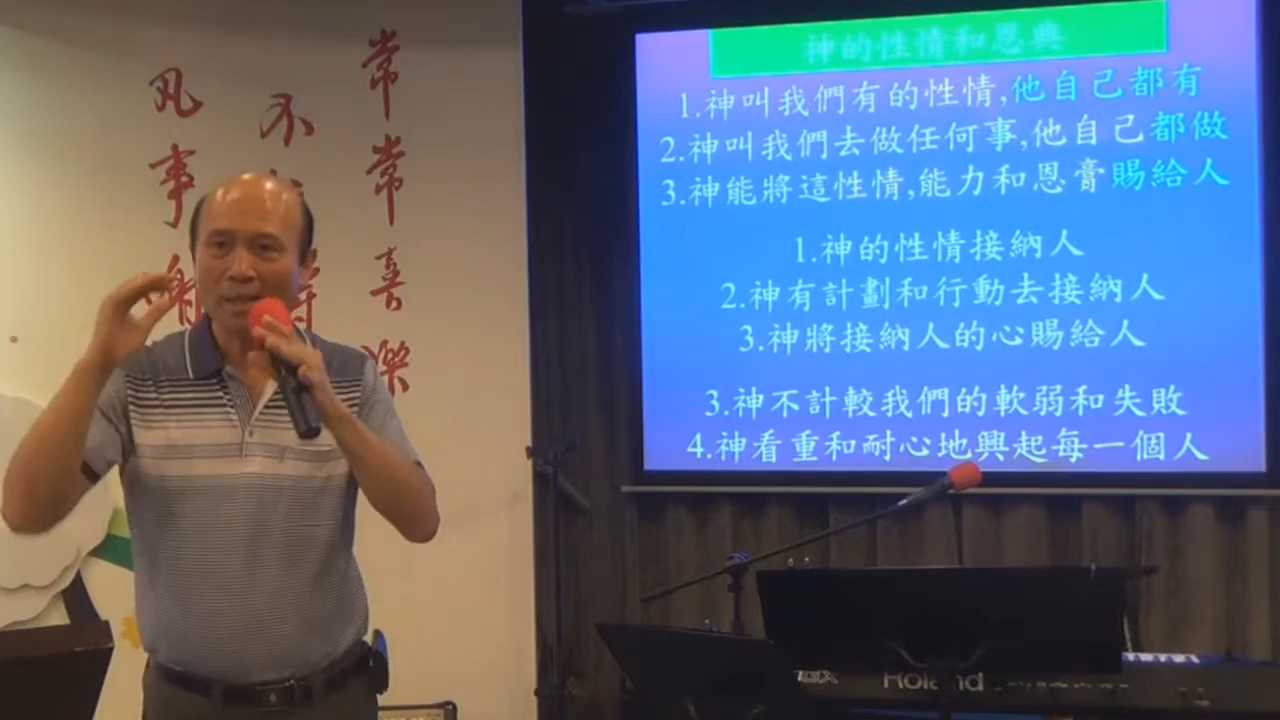 常常喜樂
不
凡事謝
神的性情和恩典
1.神叫我們有的性情,他自己都有
2.神叫我們去做任何事,他自己都做
3.神能將這性情,能力和恩膏賜給人
1.神的性情接納人
2.神有計劃和行動去接納人
3.神將接納人的心賜給人
3.神不計較我們的軟弱和失敗
4.神看重和耐心地興起每一個人
Roland